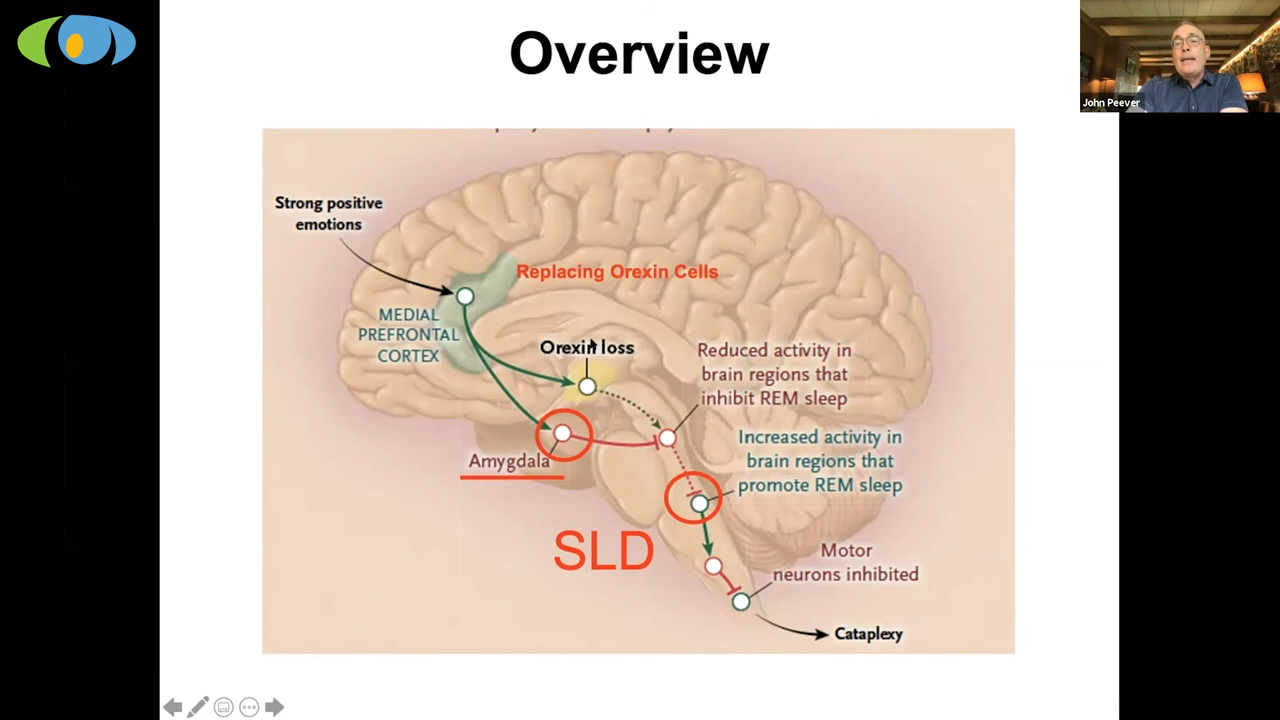 Overview
John Peever
Strong positive
emotions
Replacing Orexin Cells
MEDIAL
PREFRONTAL
CORTEX
Orexin loss
Reduced activity in
brain regions that
inhibit REM sleep
Amygdala
Increased activity in
brain regions that
promote REM sleep
SLD
Motor
neurons inhibited
Cataplexy